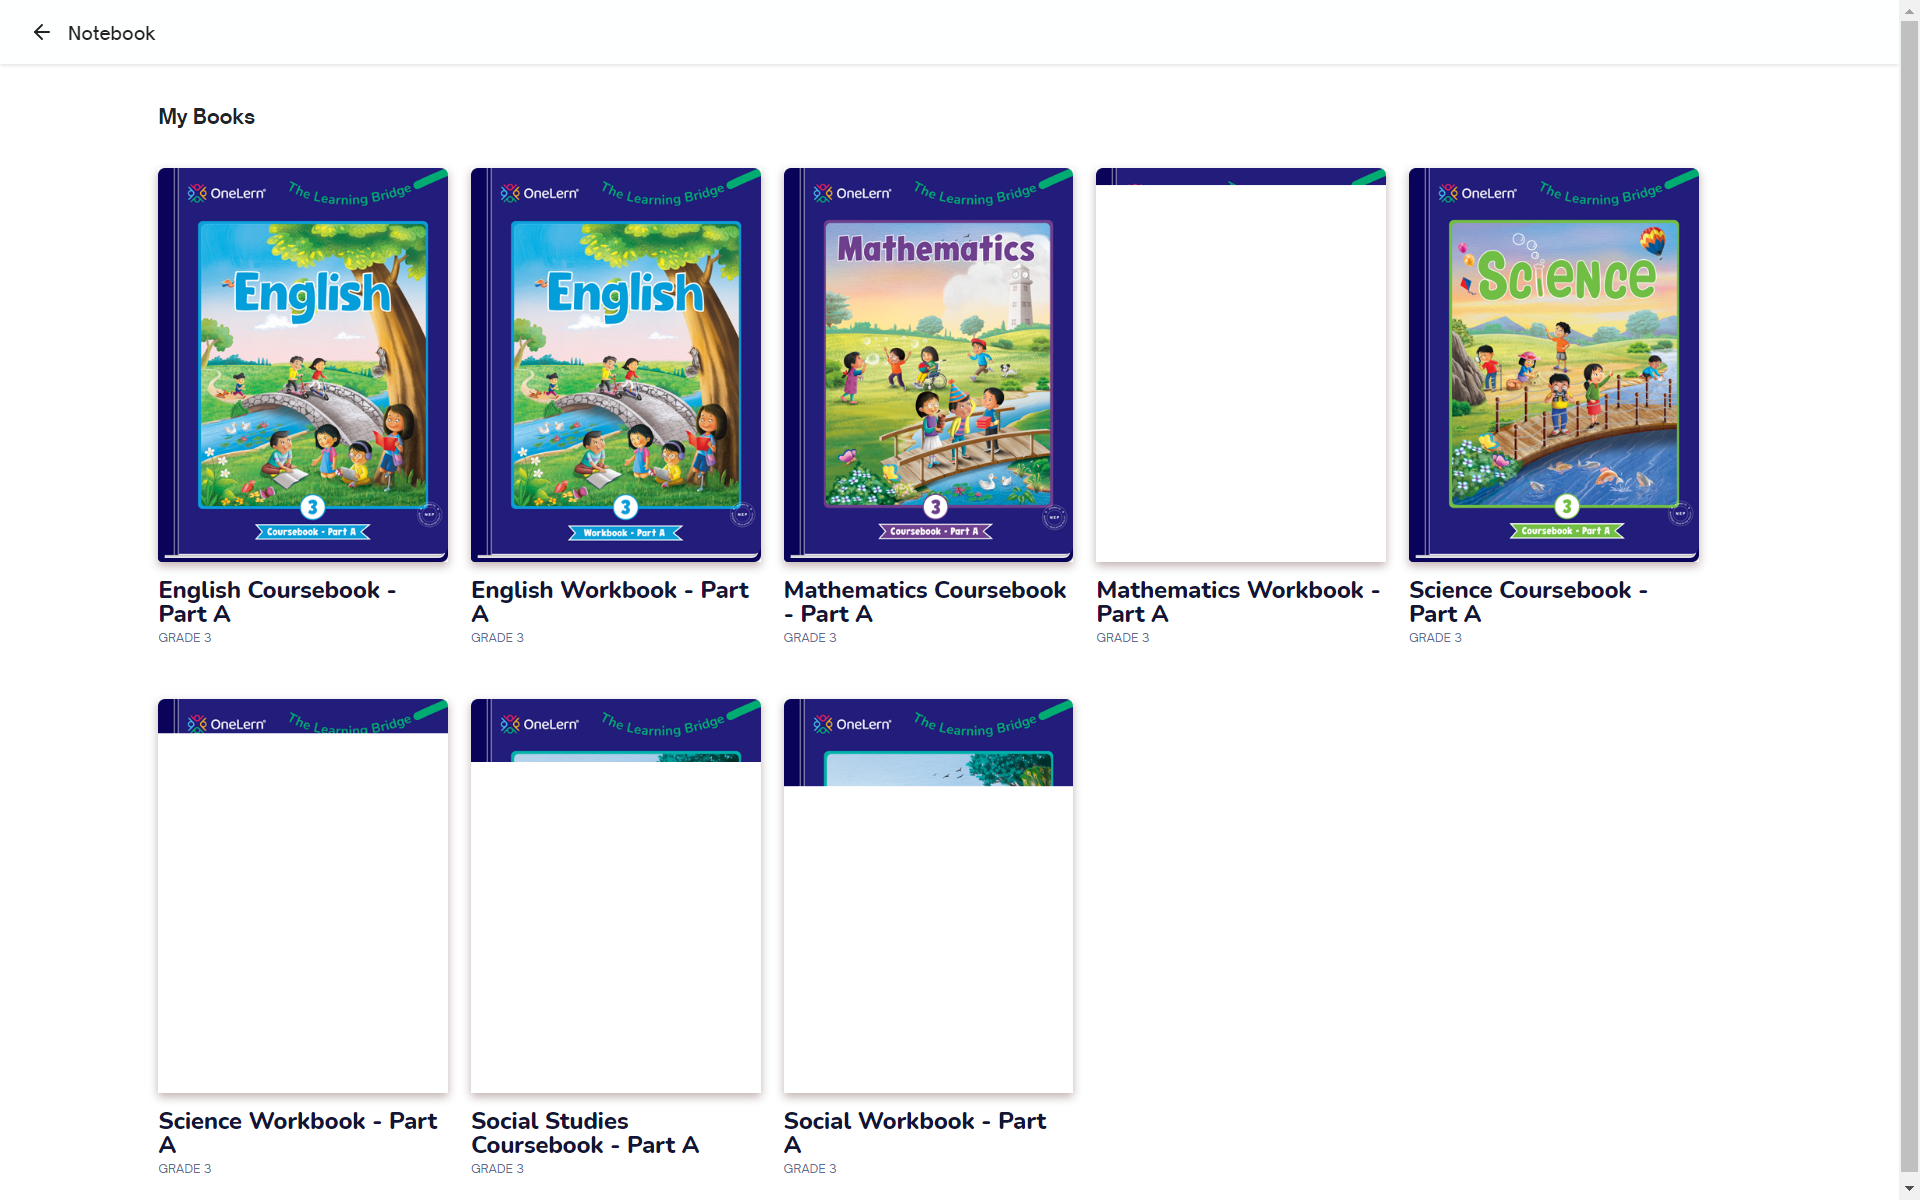 Notebook
My Books
OneLern
The Learning Bridge
English
3
Coursebook - Part A
NEP
English Coursebook -
Part A
GRADE 3
OneLern
The Learning Bridge
English
3
Workbook - Part A
NEP
English Workbook - Part
A
GRADE 3
OneLern
The Learning Bridge
Mathematics
3
Coursebook - Part A
NEP
Mathematics Coursebook
- Part A
GRADE 3
Mathematics Workbook -
Part A
GRADE 3
OneLern
The Learning Bridge
Science
3
Coursebook - Part A
NEP
Science Coursebook -
Part A
GRADE 3
OneLern
The Learning Bridge
Science Workbook - Part
A
GRADE 3
OneLern
The Learning Bridge
Social Studies
Coursebook - Part A
GRADE 3
OneLern
The Learning Bridge
Social Workbook - Part
A
GRADE 3